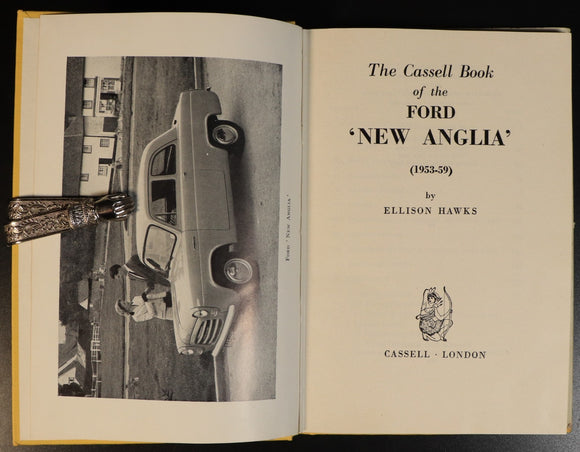 FORD 'NEW ANGLIA'
The Cassell Book
of the
FORD
'NEW ANGLIA'
(1953-59)
by
ELLISON HAWKS
CASSELL · LONDON